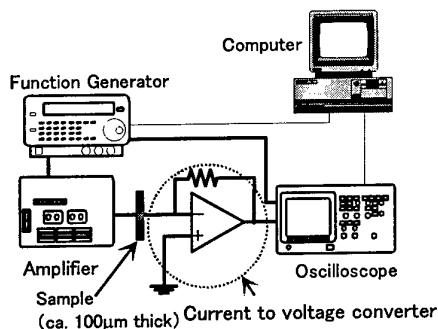 Computer
Function Generator
Amplifier
Oscilloscope
Sample
(ca. 100μm thick)
Current to voltage converter